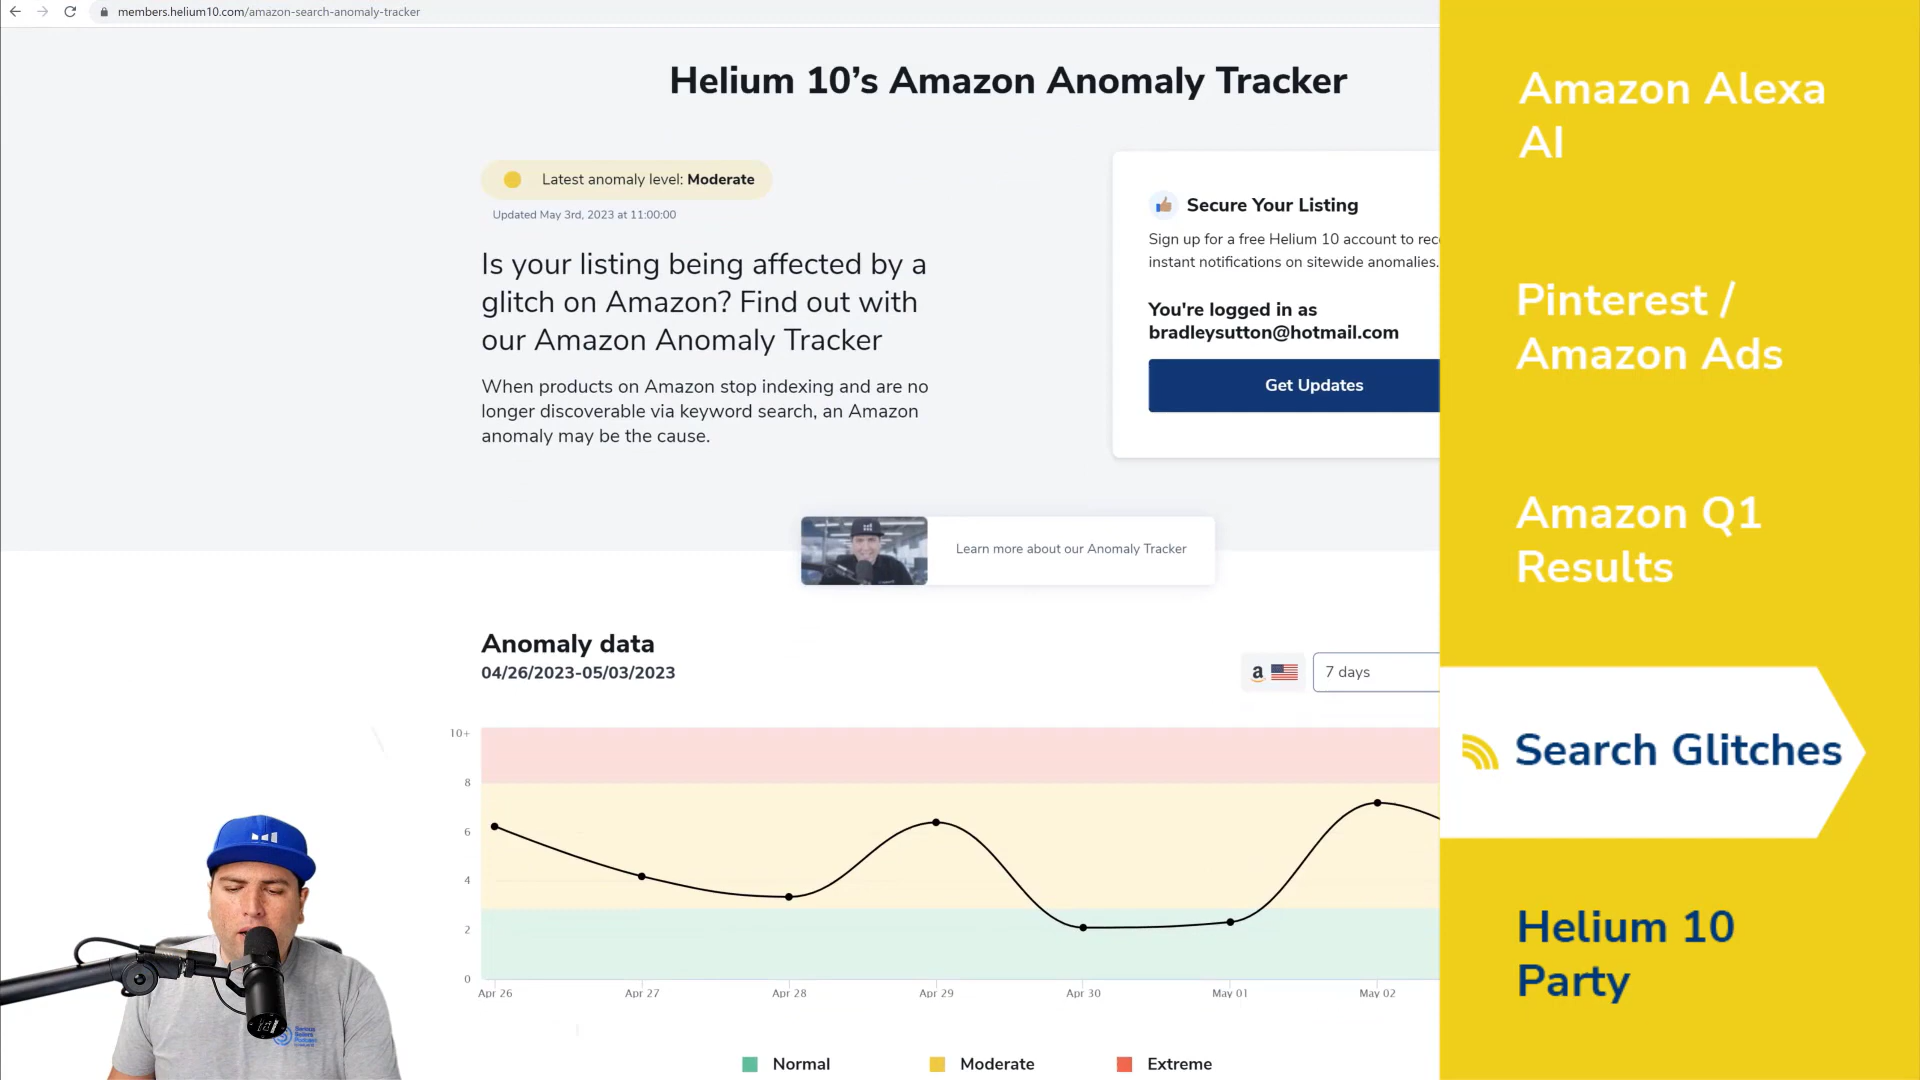 members.helium10.com/amazon-search-anomaly-tracker
Helium 10’s Amazon Anomaly Tracker
Latest anomaly level: Moderate
Updated May 3rd, 2023 at 11:00:00
Is your listing being affected by a
glitch on Amazon? Find out with
our Amazon Anomaly Tracker
When products on Amazon stop indexing and are no
longer discoverable via keyword search, an Amazon
anomaly may be the cause.
Secure Your Listing
Sign up for a free Helium 10 account to rec
instant notifications on sitewide anomalies.
You're logged in as
bradleysutton@hotmail.com
Get Updates
Learn more about our Anomaly Tracker
Anomaly data
04/26/2023-05/03/2023
a
7 days
10+
8
6
4
2
0
Apr 26
Apr 27
Apr 28
Apr 29
Apr 30
May 01
May 02
Normal
Moderate
Extreme
Serious
Sellers
Podcast
Amazon Alexa
AI
Pinterest /
Amazon Ads
Amazon Q1
Results
Search Glitches
Helium 10
Party